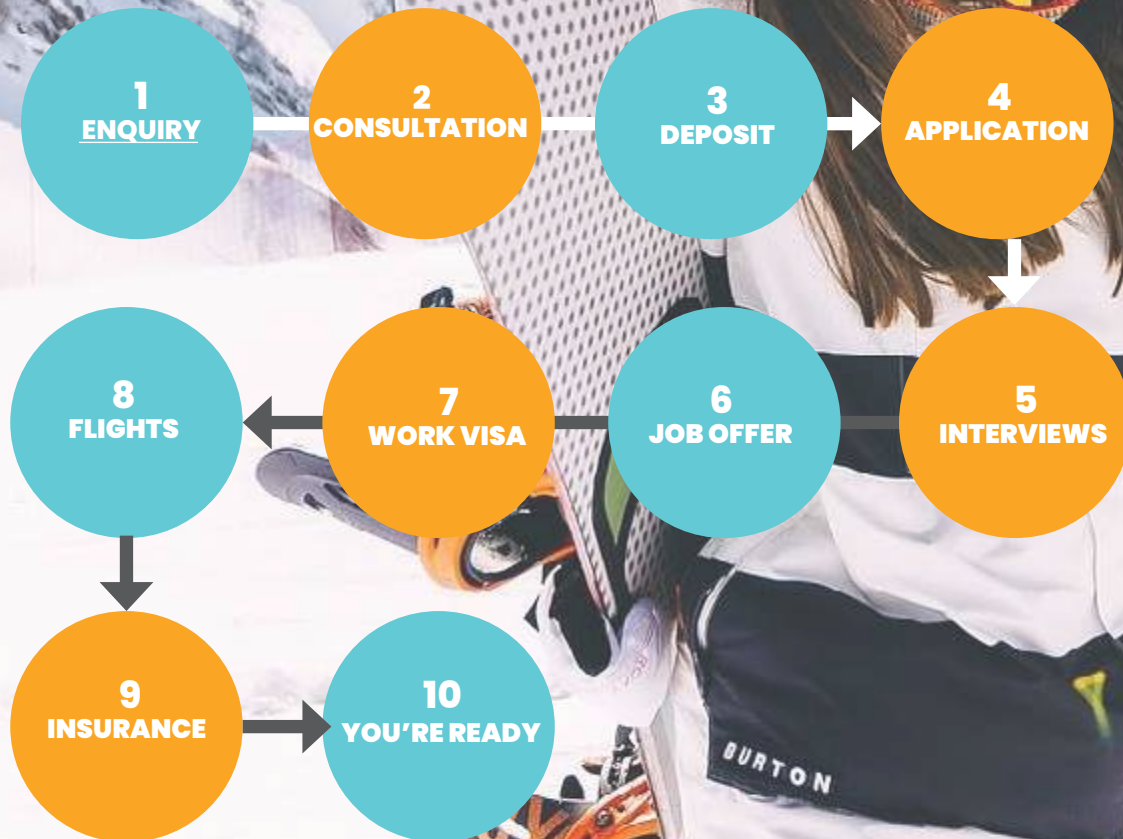 1
ENQUIRY
2
CONSULTATION
3
DEPOSIT
4
APPLICATION
5
INTERVIEWS
6
JOB OFFER
7
WORK VISA
8
FLIGHTS
9
INSURANCE
10
YOU'RE READY
BURTON